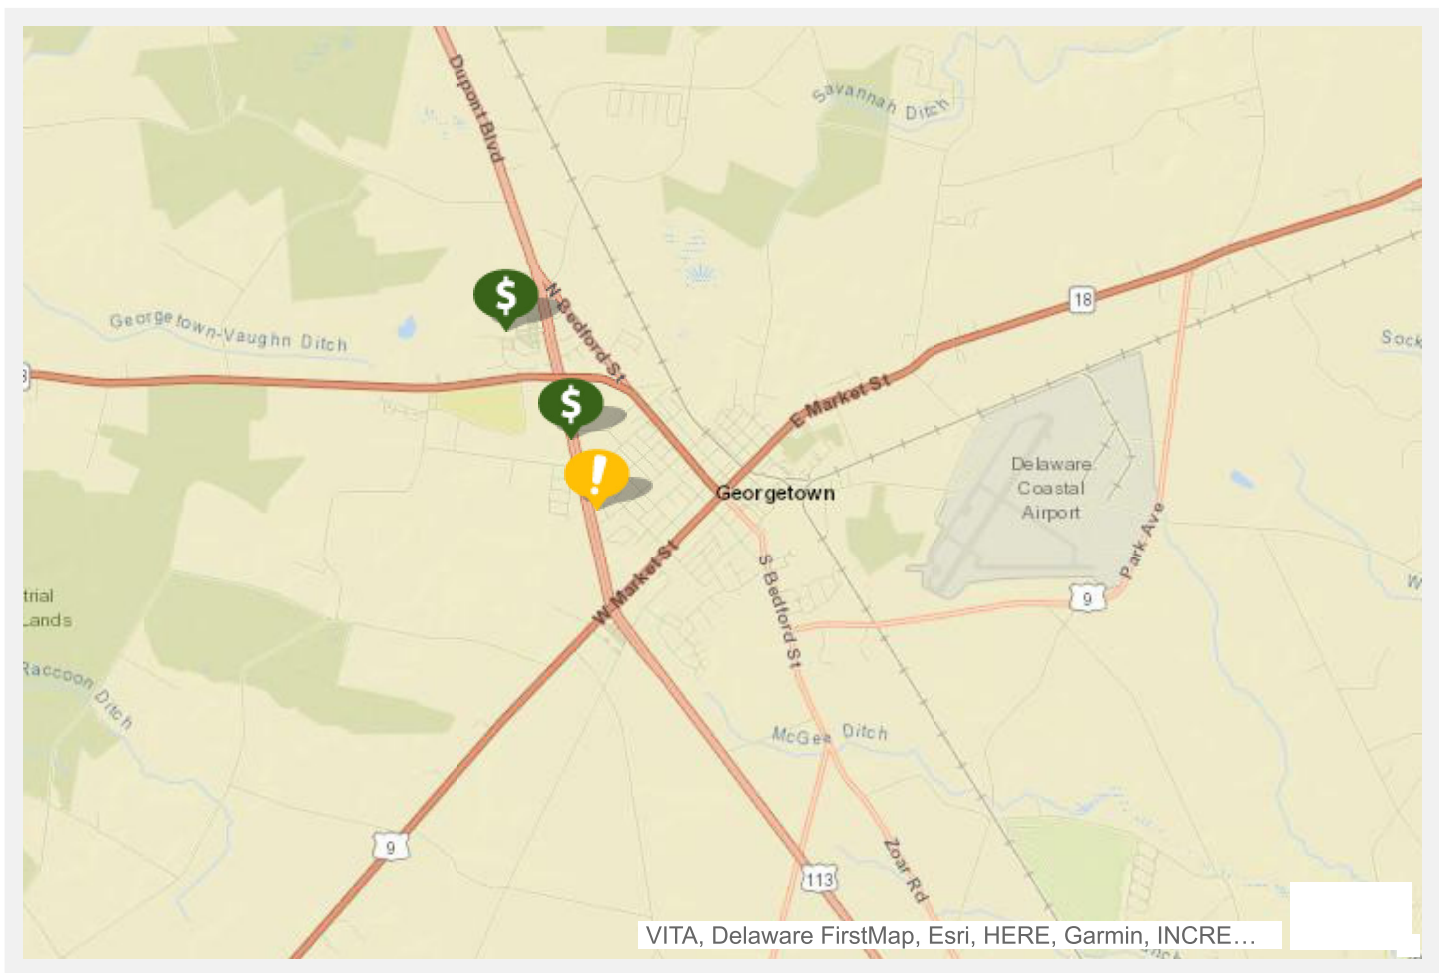 Dupont Blvd
Savannah Ditch
$
N Bedford St
18
Georgetown-Vaughn Ditch
Sock
$
E Market St
!
Delaware
Coastal
Airport
Georgetown
Park Ave
W Market St
S Bedford St
9
W
trial
Lands
Raccoon Ditch
McGee Ditch
9
113
Zoar Rd
VITA, Delaware FirstMap, Esri, HERE, Garmin, INCRE…